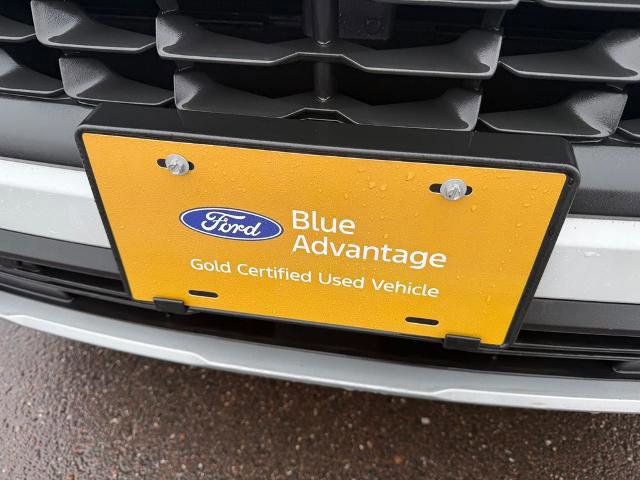 Ford
Blue
Advantage
Gold Certified Used Vehicle